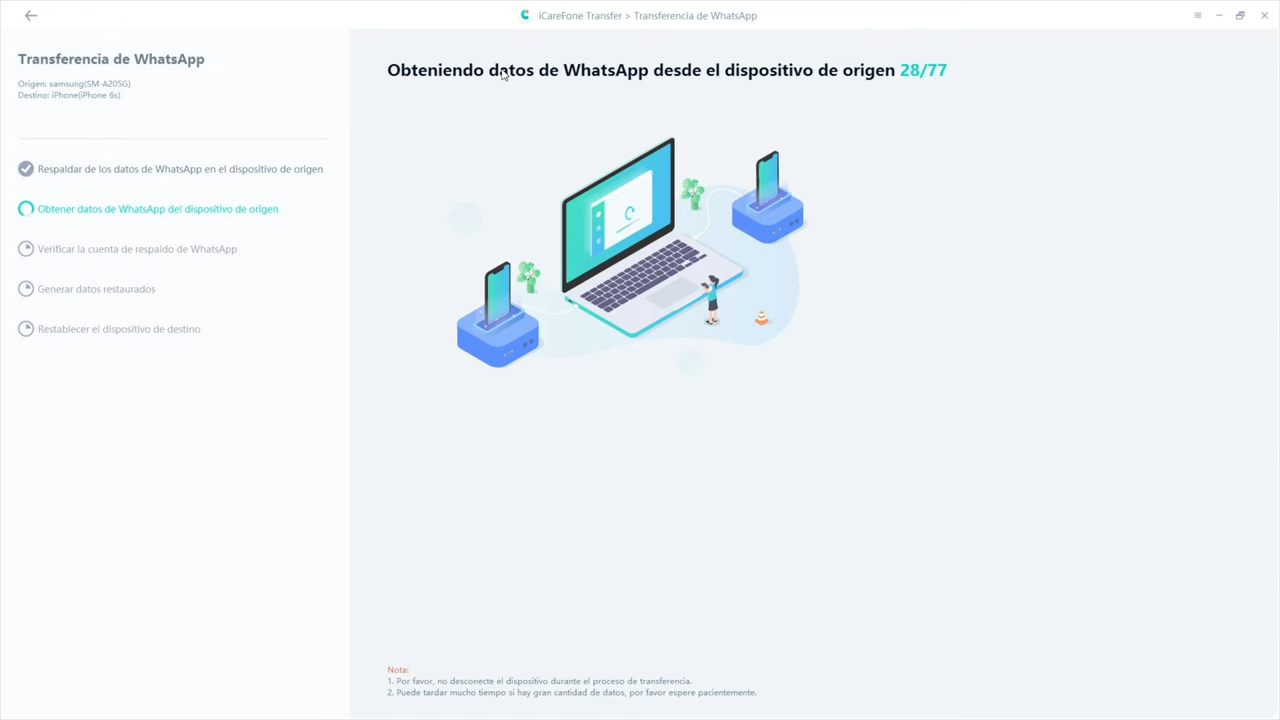 iCareFone Transfer > Transferencia de WhatsApp
Transferencia de WhatsApp
Origen: samsung(SM-A205G)
Destino: iPhone(iPhone 6s)
Respaldar de los datos de WhatsApp en el dispositivo de origen
Obtener datos de WhatsApp del dispositivo de origen
Verificar la cuenta de respaldo de WhatsApp
Generar datos restaurados
Restablecer el dispositivo de destino
Obteniendo datos de WhatsApp desde el dispositivo de origen 28/77
Nota:
1. Por favor, no desconecte el dispositivo durante el proceso de transferencia.
2. Puede tardar mucho tiempo si hay gran cantidad de datos, por favor espere pacientemente.